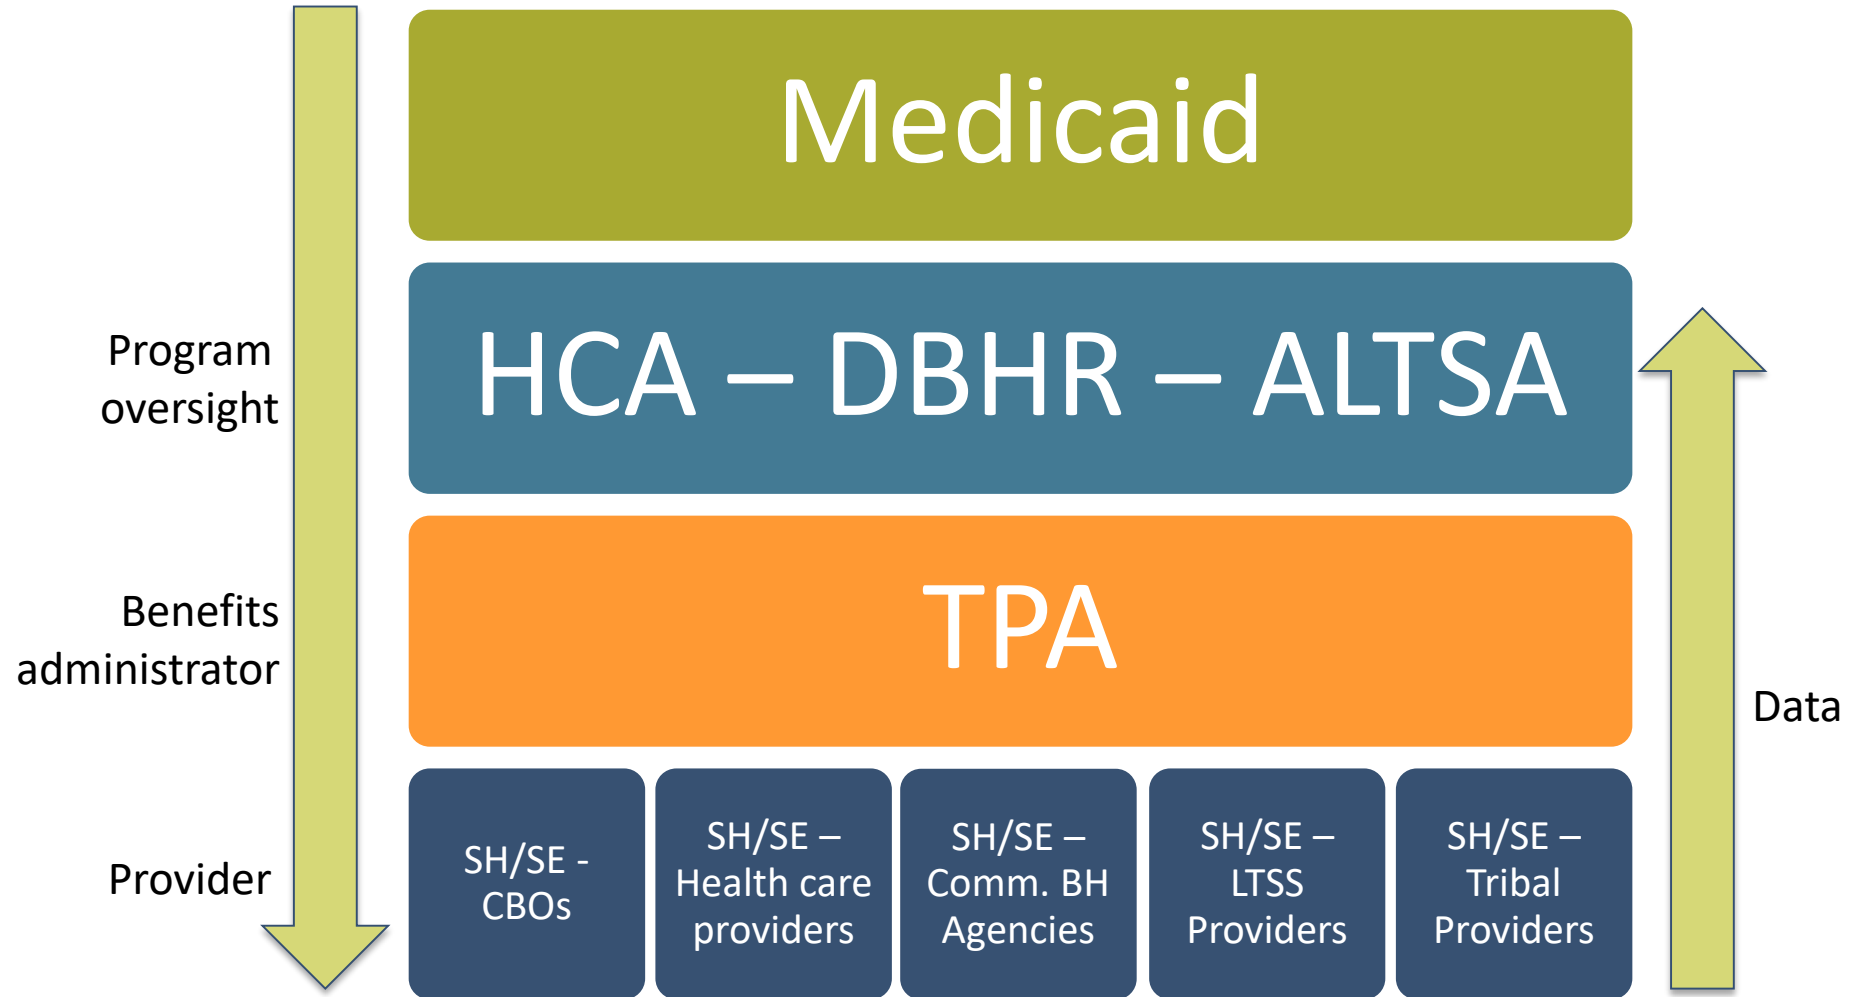 Medicaid
Program
oversight
HCA – DBHR – ALTSA
Benefits
administrator
TPA
Data
Provider
SH/SE -
CBOs
SH/SE –
Health care
providers
SH/SE –
Comm. BH
Agencies
SH/SE –
LTSS
Providers
SH/SE –
Tribal
Providers